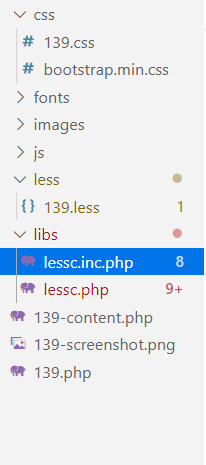 css
139.css
bootstrap.min.css
fonts
images
js
less
139.less 1
libs
lessc.inc.php 8
lessc.php 9+
139-content.php
139-screenshot.png
139.php